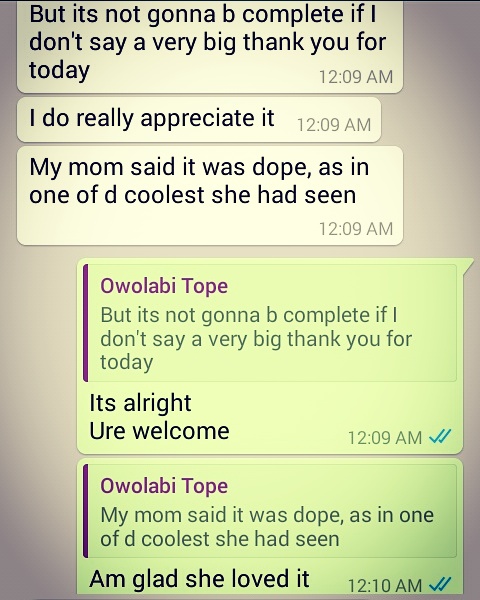 But its not gonna b complete if I
don't say a very big thank you for
today
12:09 AM
I do really appreciate it 12:09 AM
My mom said it was dope, as in
one of d coolest she had seen
12:09 AM
Owolabi Tope
But its not gonna b complete if I
don't say a very big thank you for
today
Its alright
Ure welcome 12:09 AM
Owolabi Tope
My mom said it was dope, as in one
of d coolest she had seen
Am glad she loved it 12:10 AM